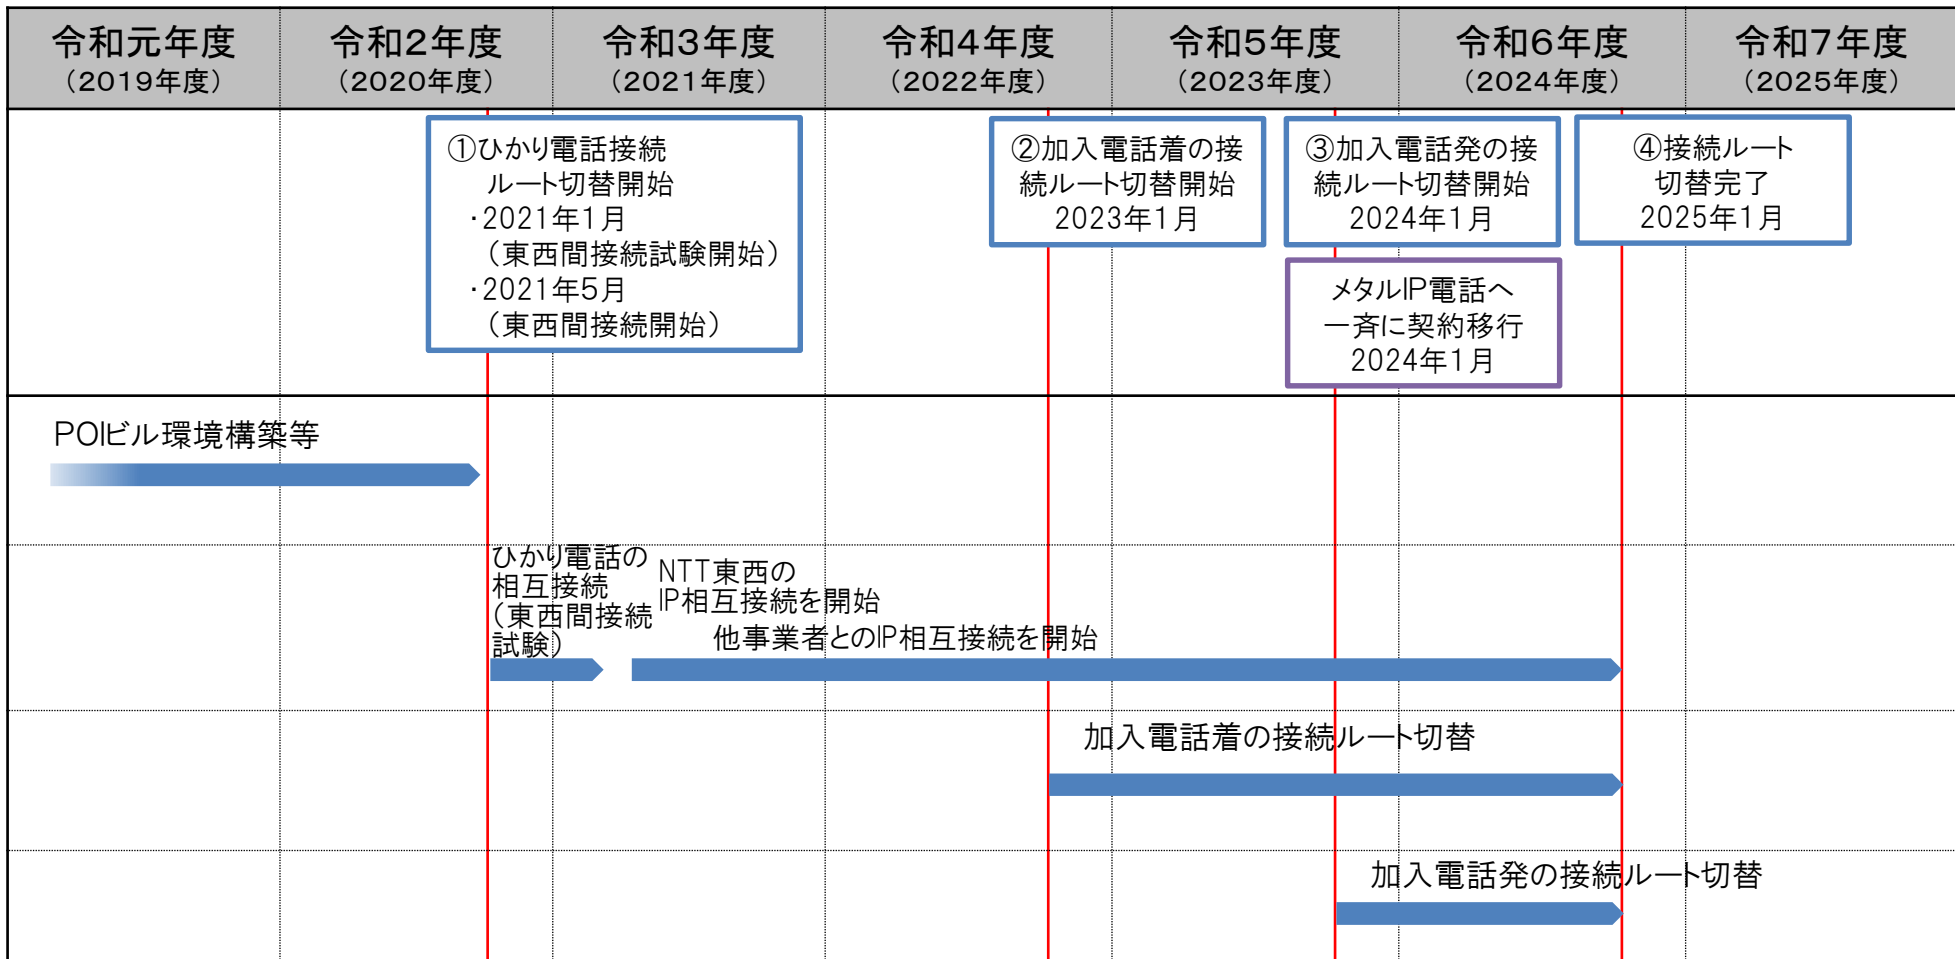 令和元年度
（2019年度）
令和2年度
（2020年度）
令和3年度
（2021年度）
令和4年度
（2022年度）
令和5年度
（2023年度）
令和6年度
（2024年度）
令和7年度
（2025年度）
①ひかり電話接続
ルート切替開始
・2021年1月
（東西間接続試験開始）
・2021年5月
（東西間接続開始）
②加入電話着の接
続ルート切替開始
2023年1月
③加入電話発の接
続ルート切替開始
2024年1月
④接続ルート
切替完了
2025年1月
メタルIP電話へ
一斉に契約移行
2024年1月
POIビル環境構築等
ひかり電話の
相互接続
（東西間接続
試験）
NTT東西の
IP相互接続を開始
他事業者とのIP相互接続を開始
加入電話着の接続ルート切替
加入電話発の接続ルート切替